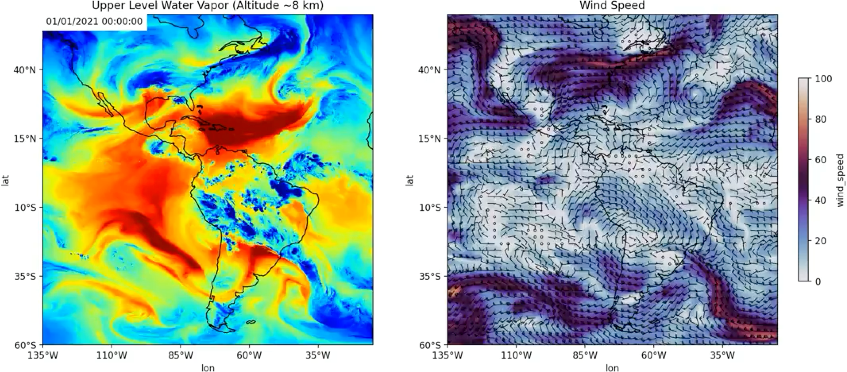 Upper Level Water Vapor (Altitude ~8 km)
01/01/2021 00:00:00
40°N
15°N
10°S
35°S
60°S
lat
135°W 110°W 85°W 60°W 35°W
lon
Wind Speed
40°N
15°N
10°S
35°S
60°S
lat
135°W 110°W 85°W 60°W 35°W
lon
100
80
60
40
20
0
wind_speed